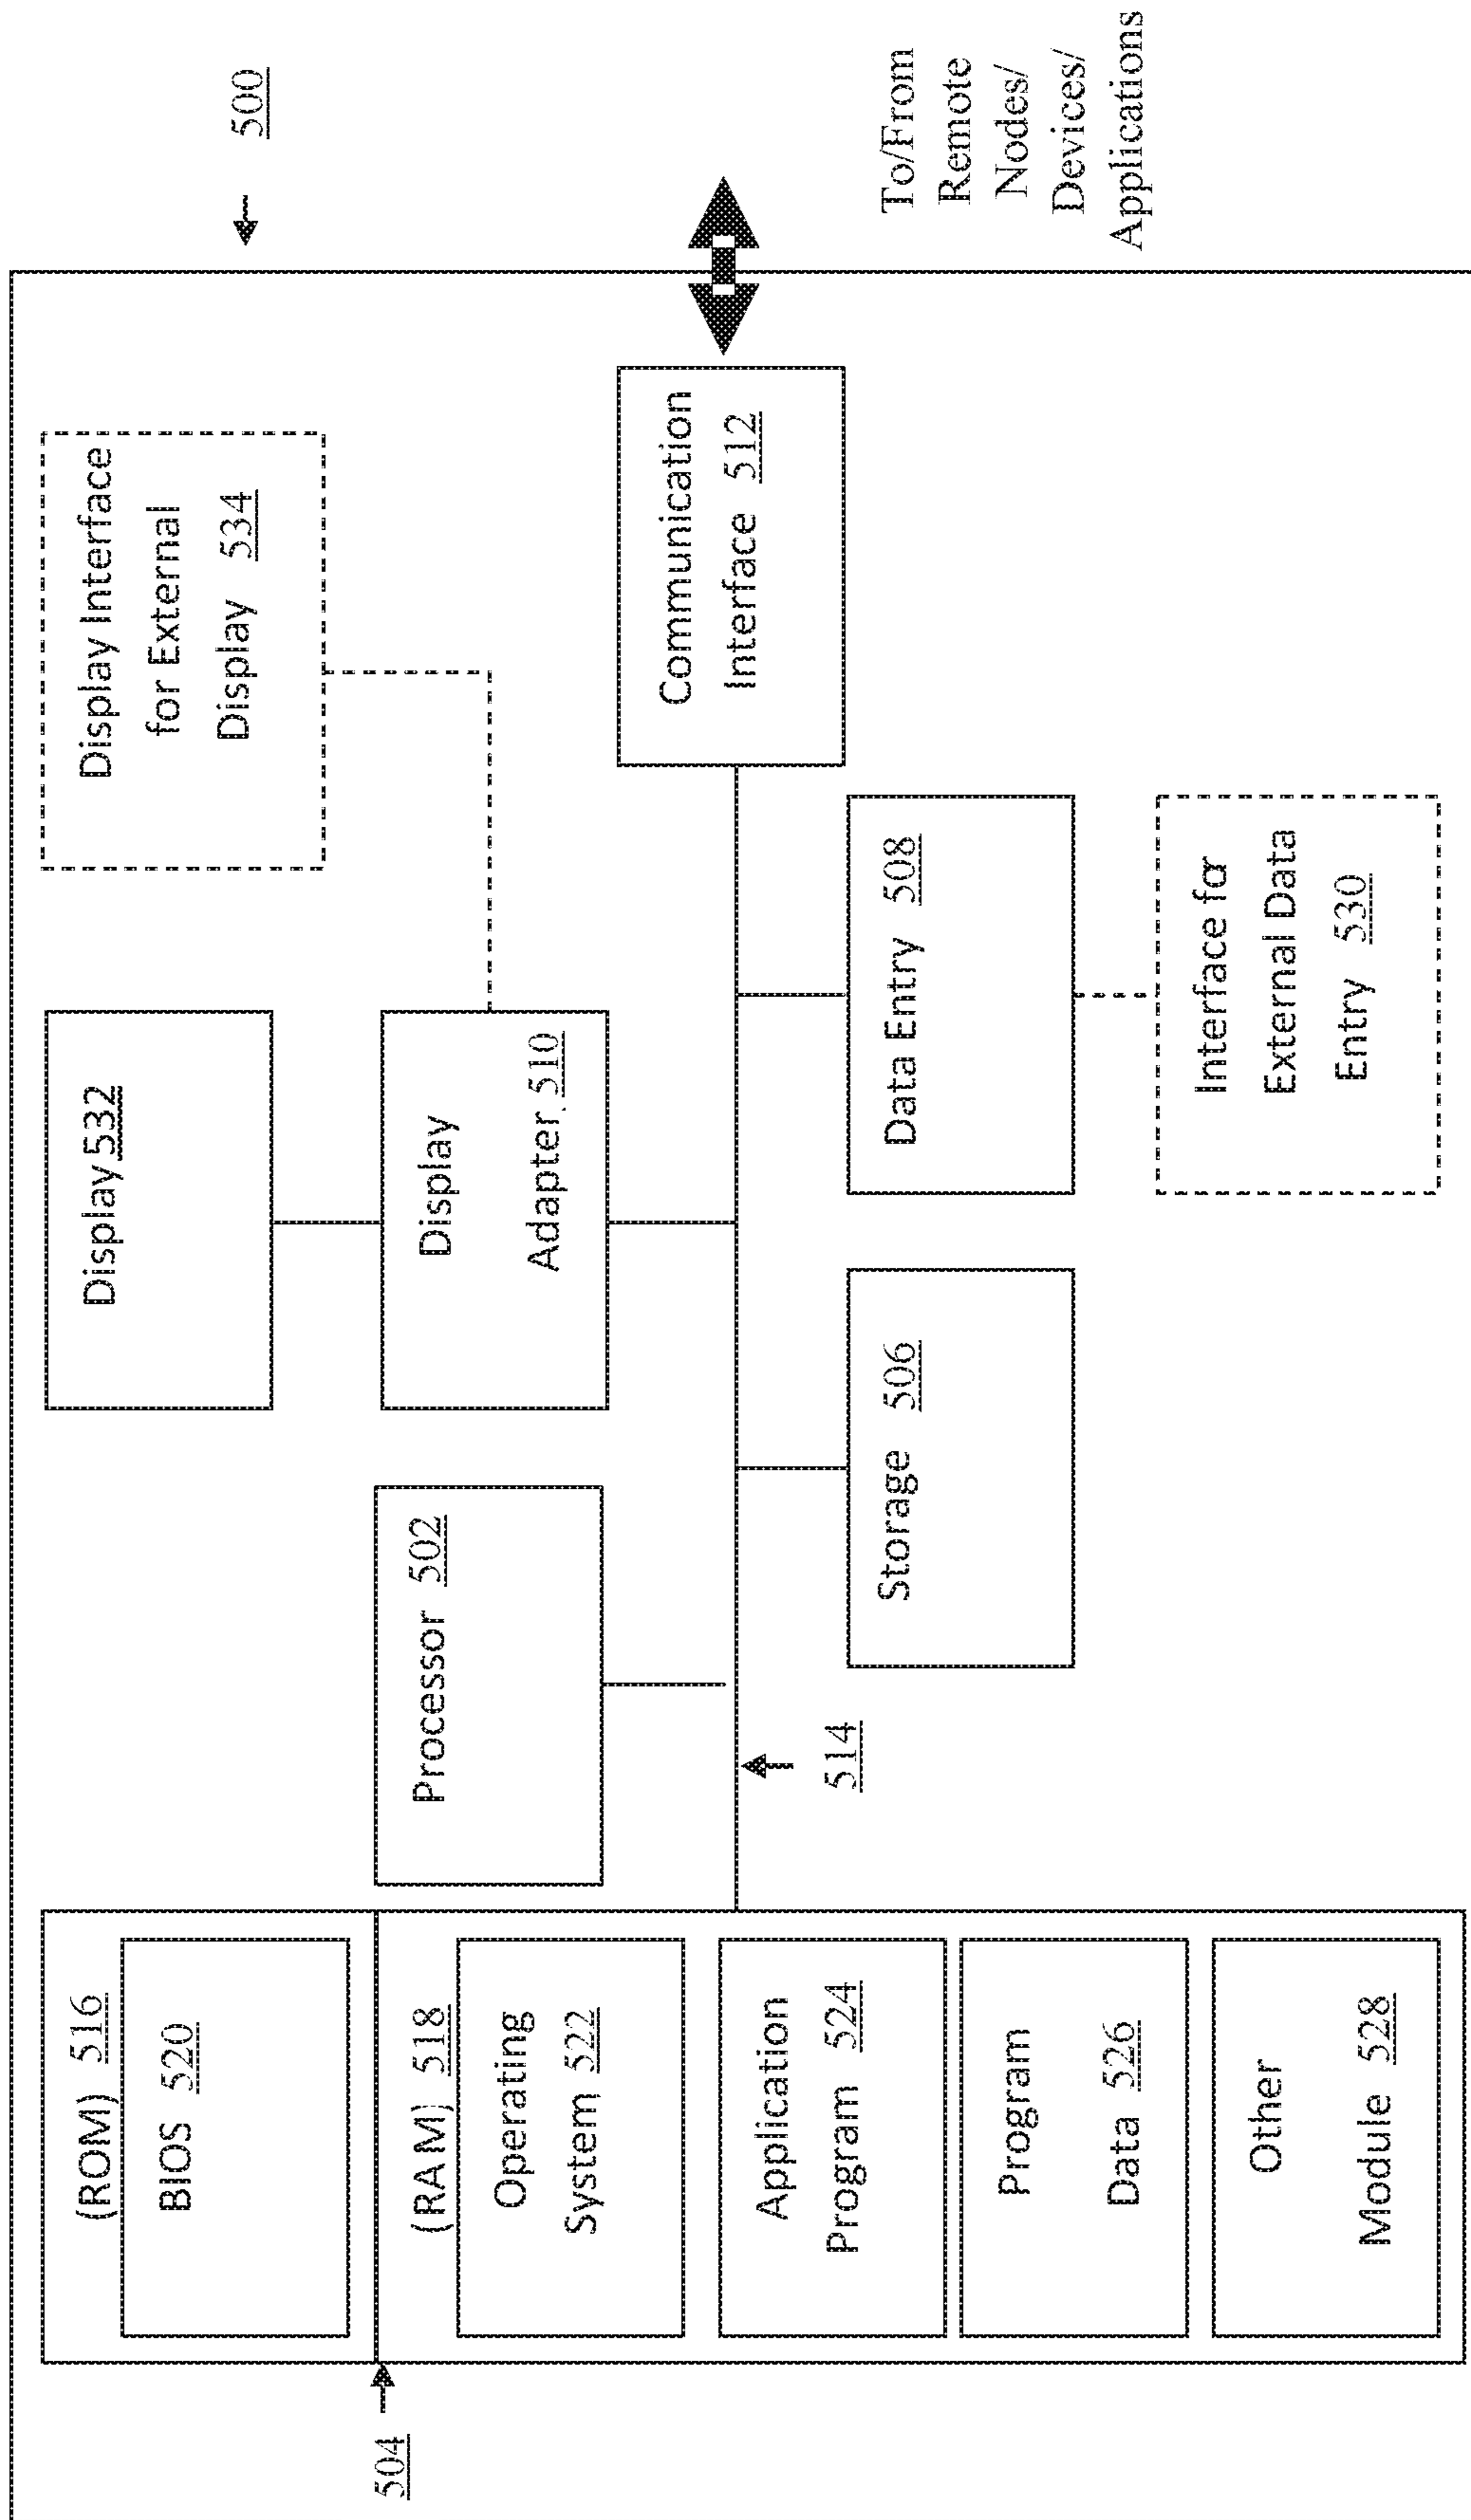 500
(ROM) 516
BIOS 520
(RAM) 518
Operating
System 522
Application
Program 524
Program
Data 526
Other
Module 528
504
Processor 502
514
Storage 506
Display 532
Display
Adapter 510
Data Entry 508
Interface for
External Data
Entry 530
Display Interface
for External
Display 534
Communication
Interface 512
To/From
Remote
Nodes/
Devices/
Applications